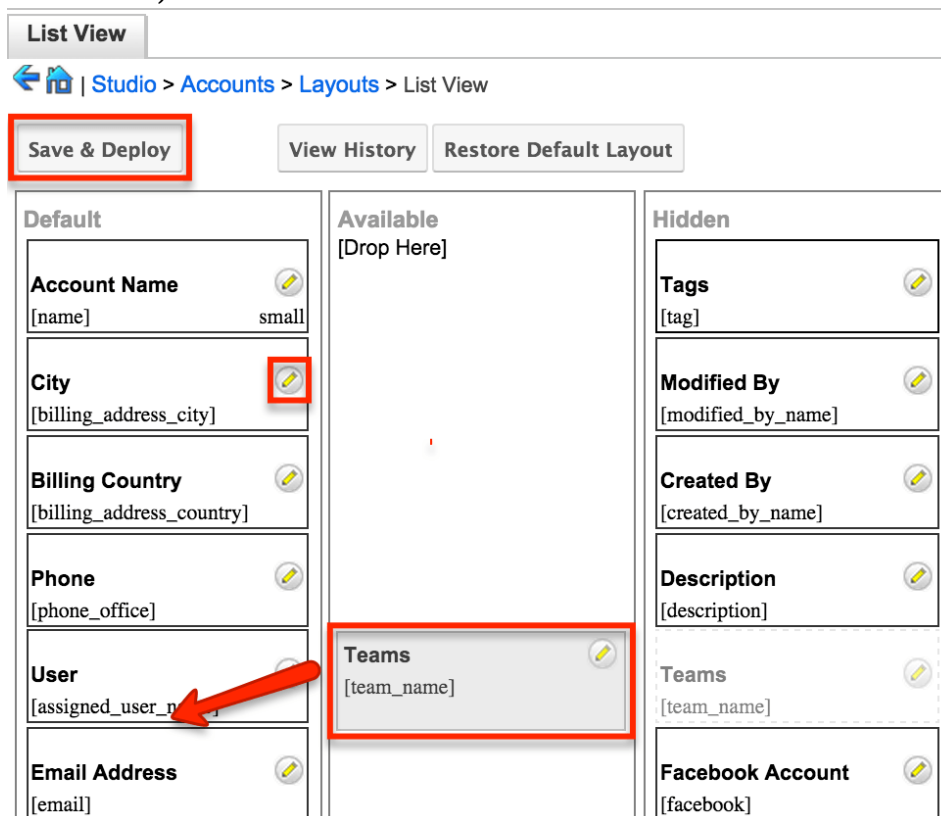 List View
| Studio > Accounts > Layouts > List View
Save & Deploy
View History
Restore Default Layout
Default
Account Name
[name] small
City
[billing_address_city]
Billing Country
[billing_address_country]
Phone
[phone_office]
User
Email Address
[email]
Available
[Drop Here]
Teams
[team_name]
Hidden
Tags
[tag]
Modified By
[modified_by_name]
Created By
[created_by_name]
Description
[description]
Teams
[team_name]
Facebook Account
[facebook]